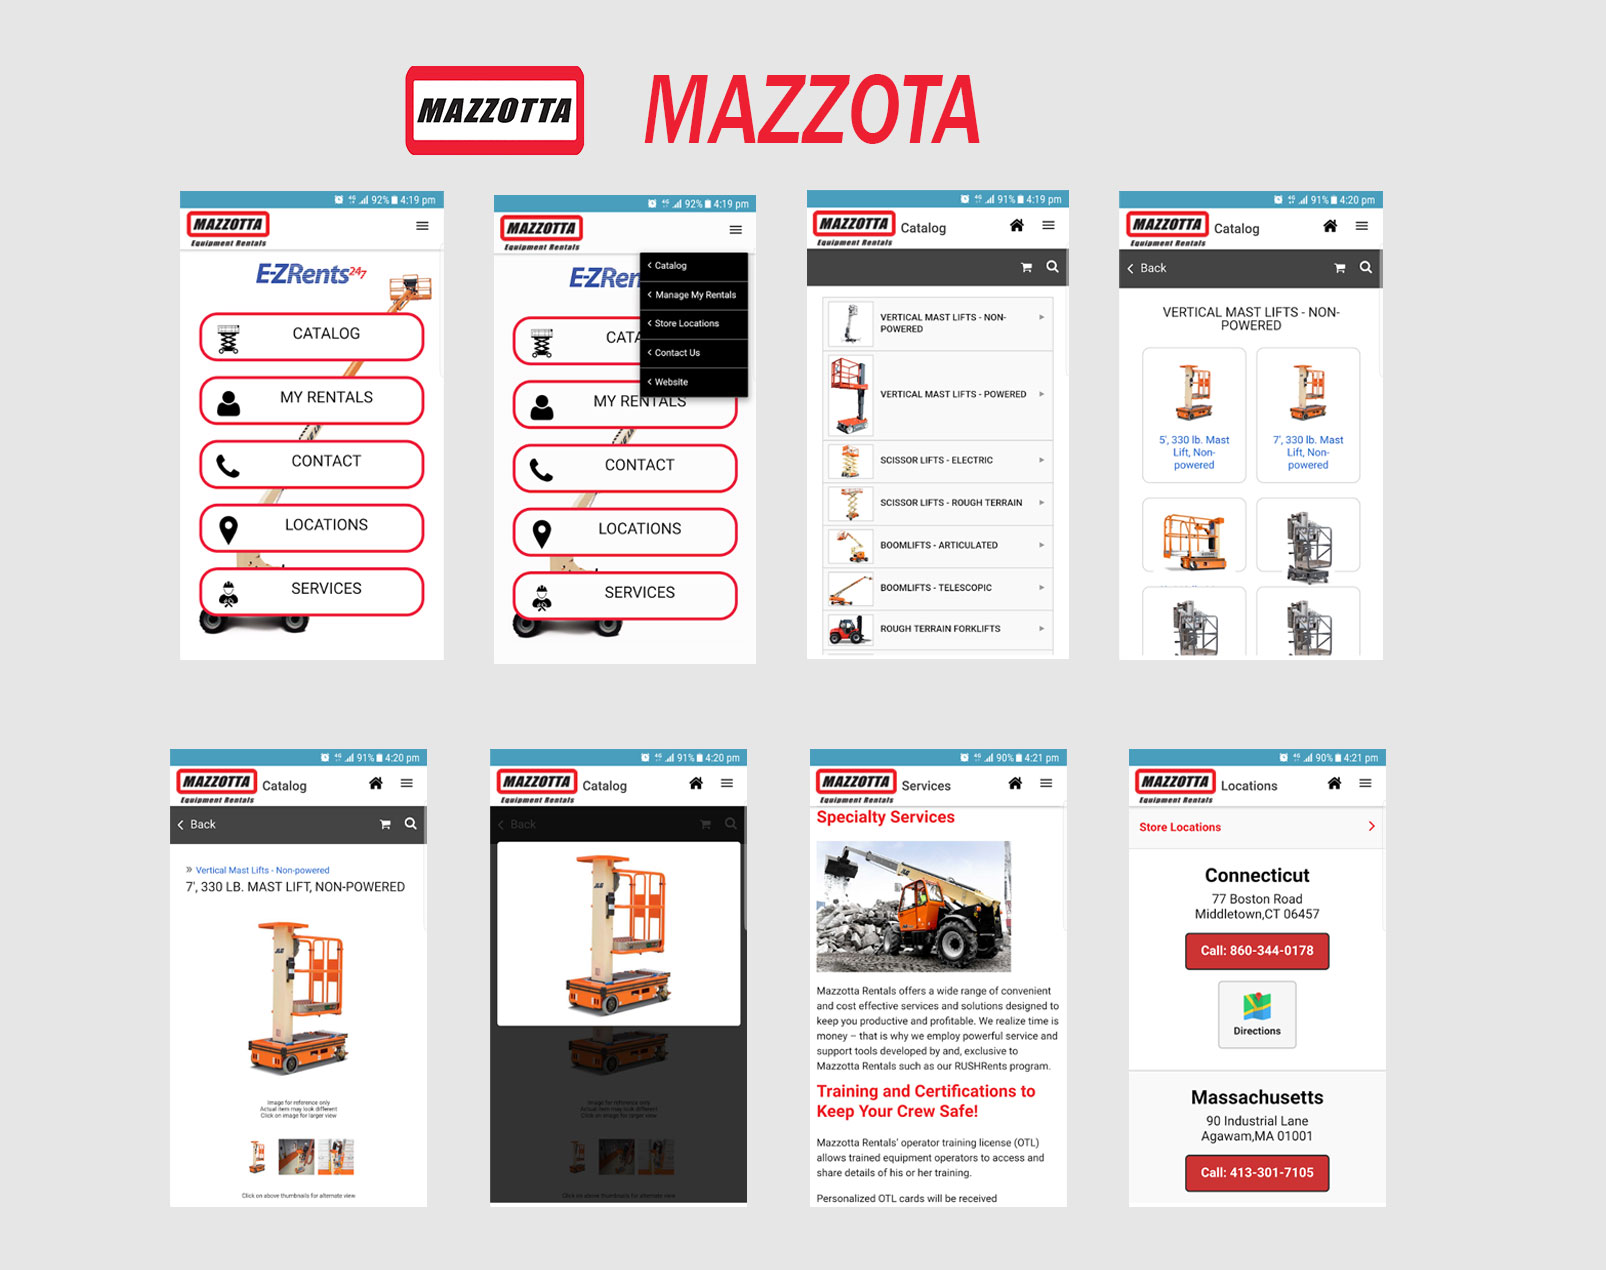 MAZZOTTA
MAZZOTA
4G 92% 4:19 pm
MAZZOTTA
Equipment Rentals
E-ZRents24/7
CATALOG
MY RENTALS
CONTACT
LOCATIONS
SERVICES
4G 92% 4:19 pm
MAZZOTTA
Equipment Rentals
E-ZRen
Catalog
Manage My Rentals
Store Locations
Contact Us
Website
CATA
MY RENTALS
CONTACT
LOCATIONS
SERVICES
4G 91% 4:19 pm
MAZZOTTA
Equipment Rentals
Catalog
VERTICAL MAST LIFTS - NON-
POWERED
VERTICAL MAST LIFTS - POWERED
SCISSOR LIFTS - ELECTRIC
SCISSOR LIFTS - ROUGH TERRAIN
BOOMLIFTS - ARTICULATED
BOOMLIFTS - TELESCOPIC
ROUGH TERRAIN FORKLIFTS
4G 91% 4:20 pm
MAZZOTTA
Equipment Rentals
Catalog
Back
VERTICAL MAST LIFTS - NON-
POWERED
5', 330 lb. Mast
Lift, Non-
powered
7', 330 lb. Mast
Lift, Non-
powered
4G 91% 4:20 pm
MAZZOTTA
Equipment Rentals
Catalog
Back
» Vertical Mast Lifts - Non-powered
7', 330 LB. MAST LIFT, NON-POWERED
JLG
Image for reference only
Actual item may look different
Click on image for larger view
Click on above thumbnails for alternate view
4G 91% 4:20 pm
MAZZOTTA
Equipment Rentals
Catalog
Back
JLG
Image for reference only
Actual item may look different
Click on image for larger view
Click on above thumbnails for alternate view
4G 90% 4:21 pm
MAZZOTTA
Equipment Rentals
Services
Specialty Services
Mazzotta Rentals offers a wide range of convenient
and cost effective services and solutions designed to
keep you productive and profitable. We realize time is
money – that is why we employ powerful service and
support tools developed by and, exclusive to
Mazzotta Rentals such as our RUSHRents program.
Training and Certifications to
Keep Your Crew Safe!
Mazzotta Rentals' operator training license (OTL)
allows trained equipment operators to access and
share details of his or her training.
Personalized OTL cards will be received
4G 90% 4:21 pm
MAZZOTTA
Equipment Rentals
Locations
Store Locations
Connecticut
77 Boston Road
Middletown,CT 06457
Call: 860-344-0178
Directions
Massachusetts
90 Industrial Lane
Agawam,MA 01001
Call: 413-301-7105